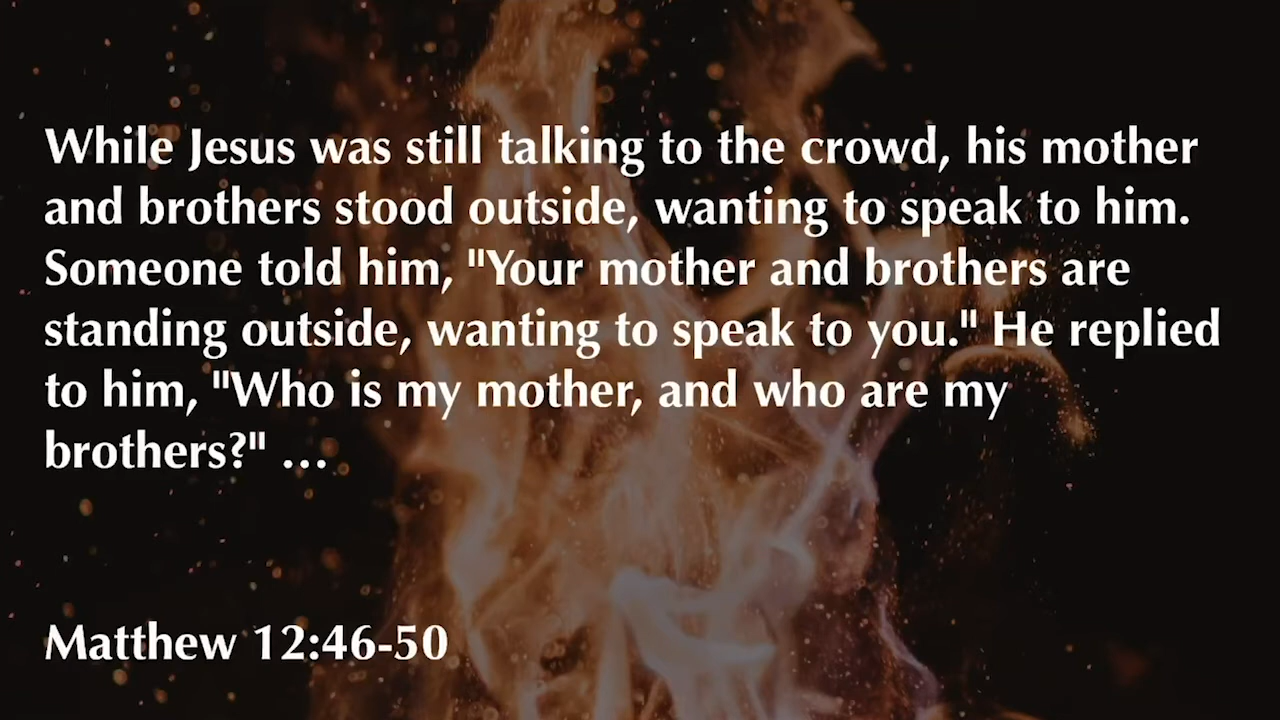 While Jesus was still talking to the crowd, his mother
and brothers stood outside, wanting to speak to him.
Someone told him, "Your mother and brothers are
standing outside, wanting to speak to you." He replied
to him, "Who is my mother, and who are my
brothers?" …
Matthew 12:46-50